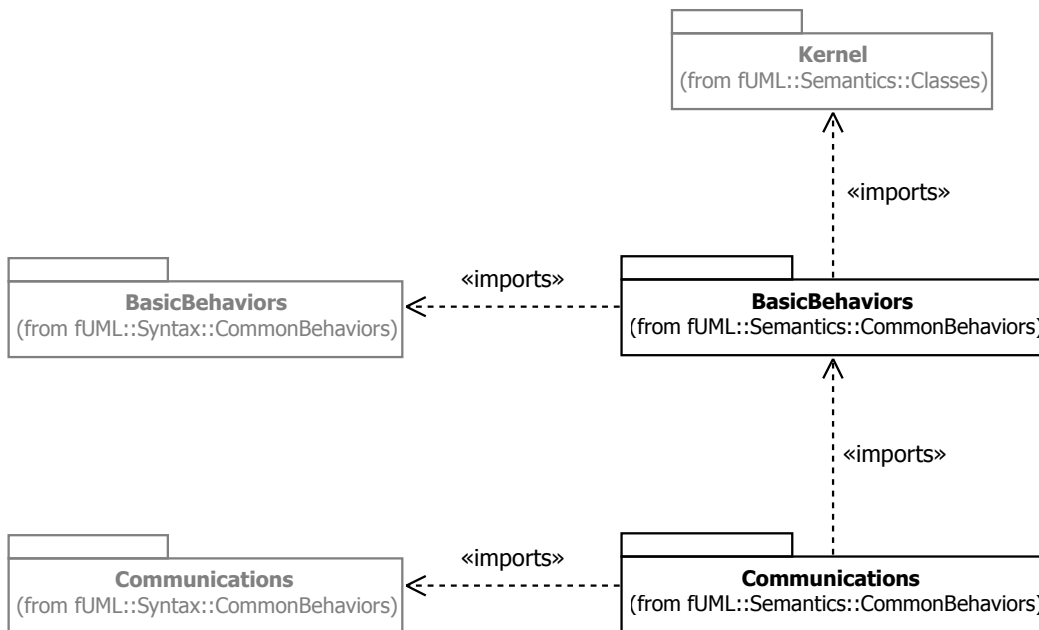 Kernel
(from fUML::Semantics::Classes)
«imports»
«imports»
BasicBehaviors
(from fUML::Syntax::CommonBehaviors)
BasicBehaviors
(from fUML::Semantics::CommonBehaviors)
«imports»
«imports»
Communications
(from fUML::Syntax::CommonBehaviors)
Communications
(from fUML::Semantics::CommonBehaviors)